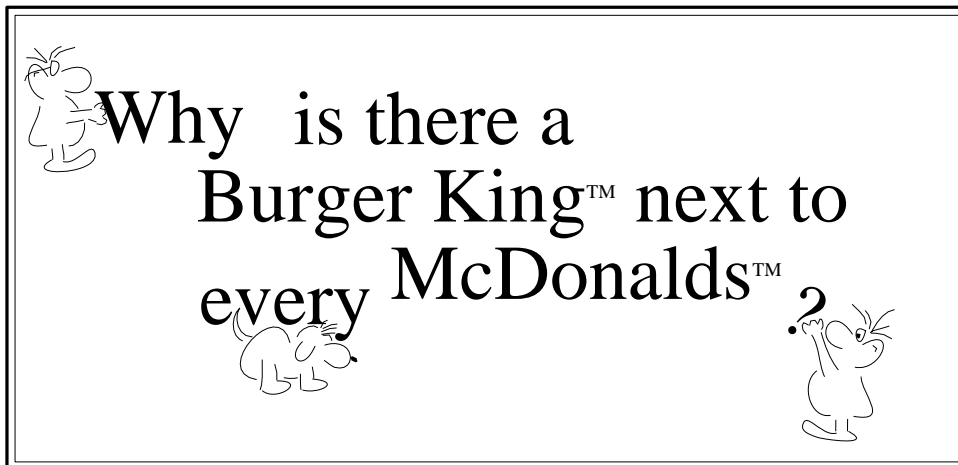 Why is there a
Burger King™ next to
every McDonalds™ ?